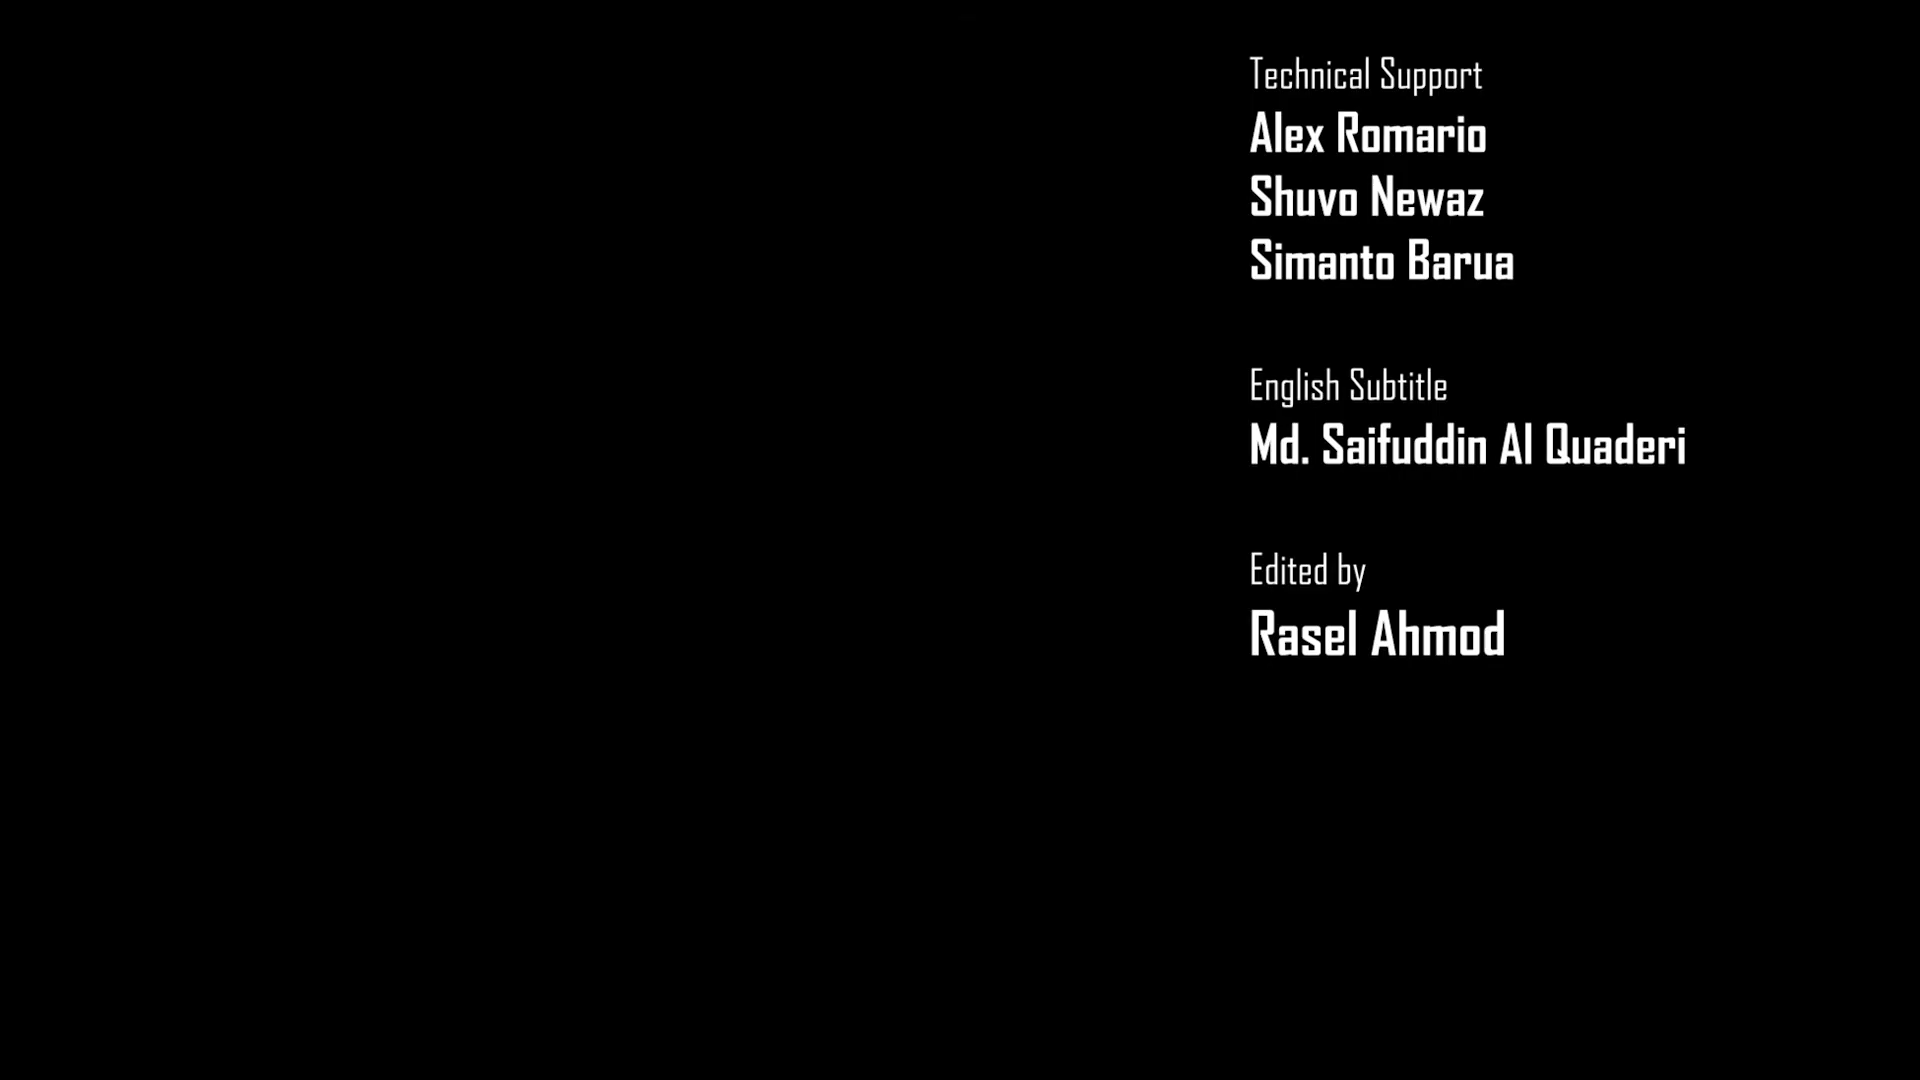 Technical Support
Alex Romario
Shuvo Newaz
Simanto Barua
English Subtitle
Md. Saifuddin Al Quaderi
Edited by
Rasel Ahmod